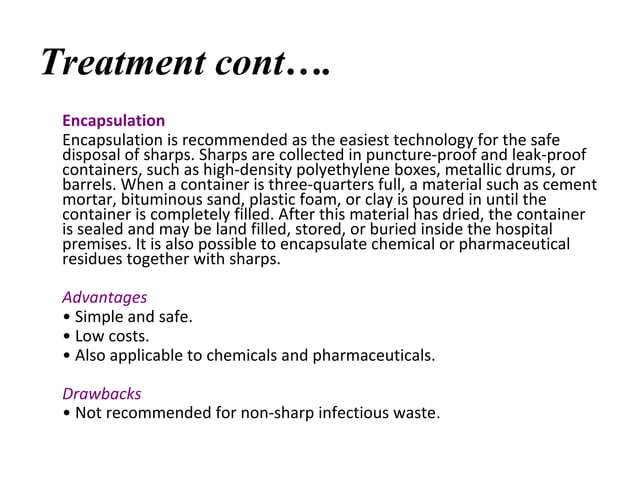 Treatment cont….
Encapsulation
Encapsulation is recommended as the easiest technology for the safe
disposal of sharps. Sharps are collected in puncture-proof and leak-proof
containers, such as high-density polyethylene boxes, metallic drums, or
barrels. When a container is three-quarters full, a material such as cement
mortar, bituminous sand, plastic foam, or clay is poured in until the
container is completely filled. After this material has dried, the container
is sealed and may be land filled, stored, or buried inside the hospital
premises. It is also possible to encapsulate chemical or pharmaceutical
residues together with sharps.
Advantages
• Simple and safe.
• Low costs.
• Also applicable to chemicals and pharmaceuticals.
Drawbacks
• Not recommended for non-sharp infectious waste.